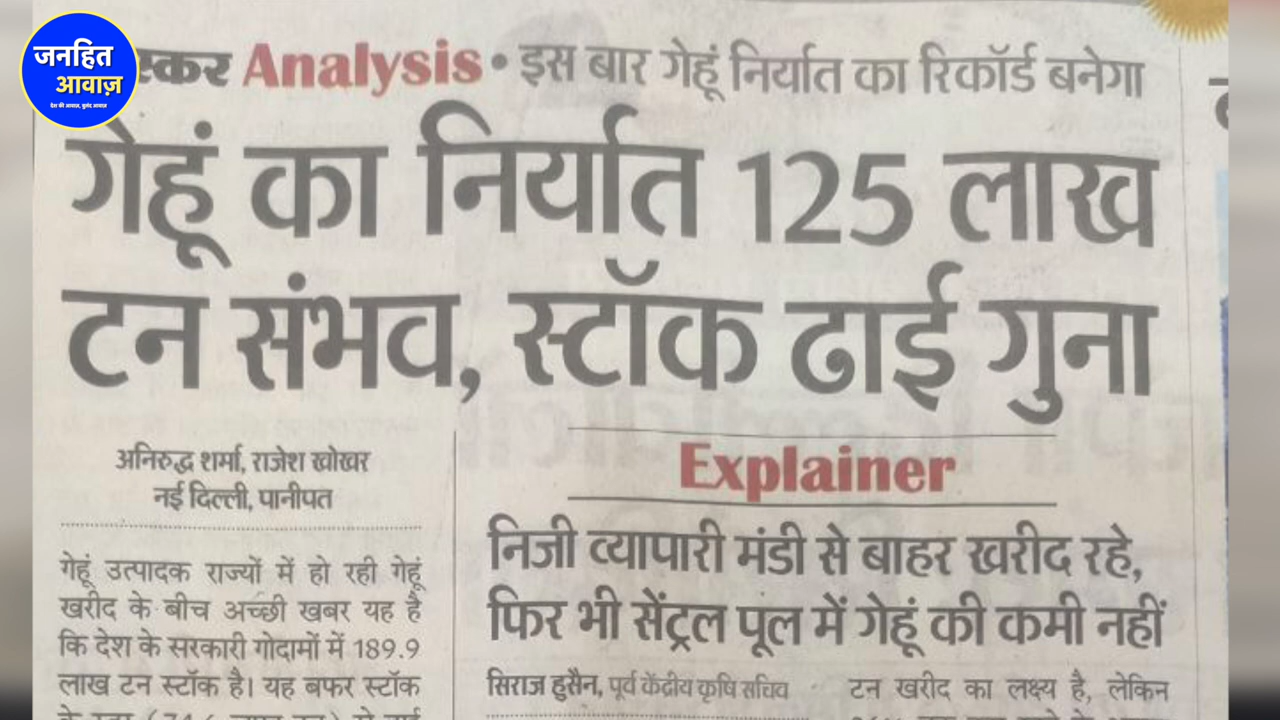 जनहित
आवाज़
देश की आवाज़, बुलंद आवाज़
स्कर Analysis • इस बार गेहूं निर्यात का रिकॉर्ड बनेगा
गेहूं का निर्यात 125 लाख
टन संभव, स्टॉक ढाई गुना
अनिरुद्ध शर्मा, राजेश खोखर
नई दिल्ली, पानीपत
गेहूं उत्पादक राज्यों में हो रही गेहूं
खरीद के बीच अच्छी खबर यह है
कि देश के सरकारी गोदामों में 189.9
लाख टन स्टॉक है। यह बफर स्टॉक
Explainer
निजी व्यापारी मंडी से बाहर खरीद रहे,
फिर भी सेंट्रल पूल में गेहूं की कमी नहीं
सिराज हुसैन, पूर्व केंद्रीय कृषि सचिव
टन खरीद का लक्ष्य है, लेकिन